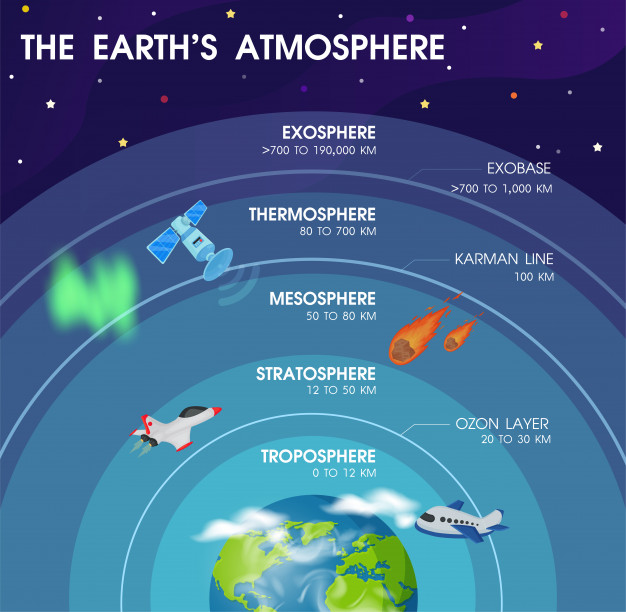 THE EARTH'S ATMOSPHERE
EXOSPHERE
>700 TO 190,000 KM
EXOBASE
>700 TO 1,000 KM
THERMOSPHERE
80 TO 700 KM
KARMAN LINE
100 KM
MESOSPHERE
50 TO 80 KM
STRATOSPHERE
12 TO 50 KM
OZON LAYER
20 TO 30 KM
TROPOSPHERE
0 TO 12 KM